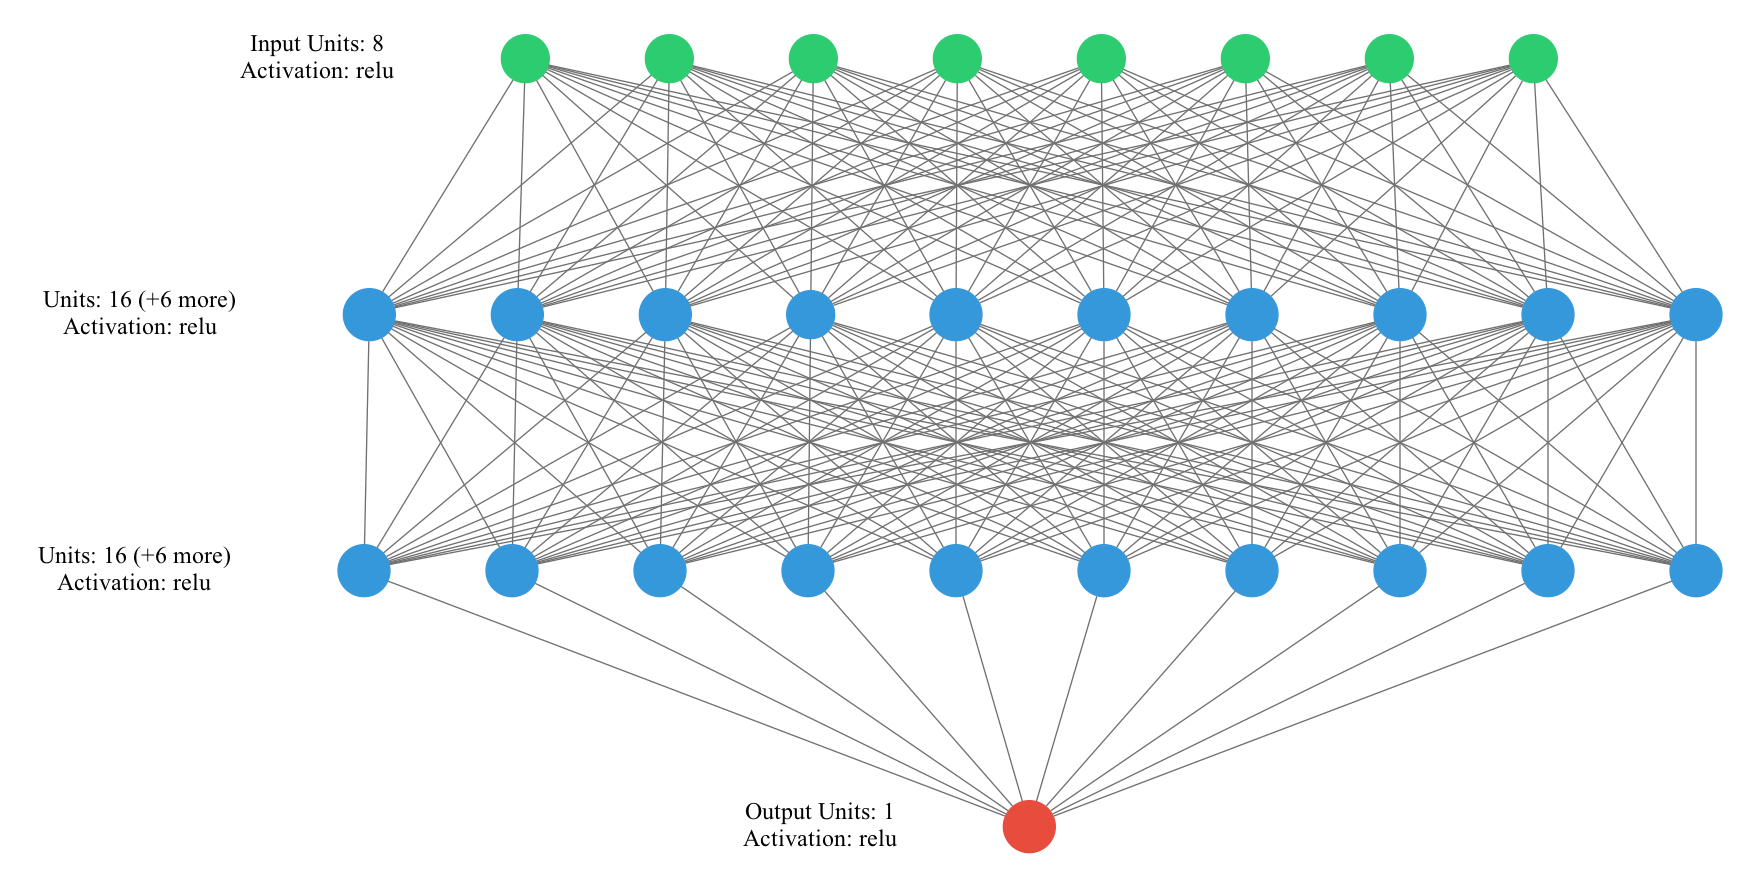 Input Units: 8
Activation: relu
Units: 16 (+6 more)
Activation: relu
Units: 16 (+6 more)
Activation: relu
Output Units: 1
Activation: relu